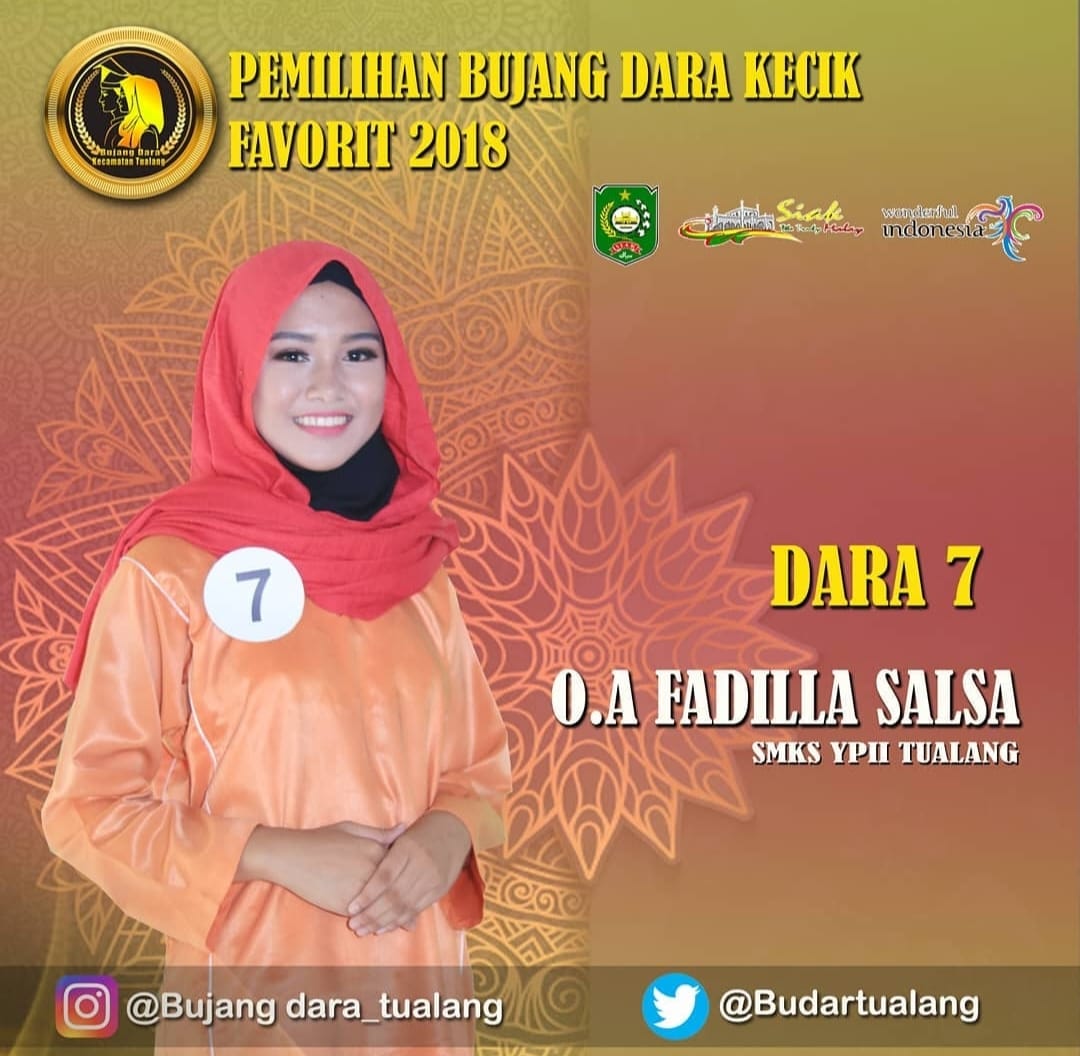 PEMILIHAN BUJANG DARA KECIK
FAVORIT 2018
Bujang Dara
Kecamatan Tualang
Siak
wonderful
indonesia
SIAK
7
DARA 7
O.A FADILLA SALSA
SMKS YPII TUALANG
@Bujang dara_tualang
@Budartualang